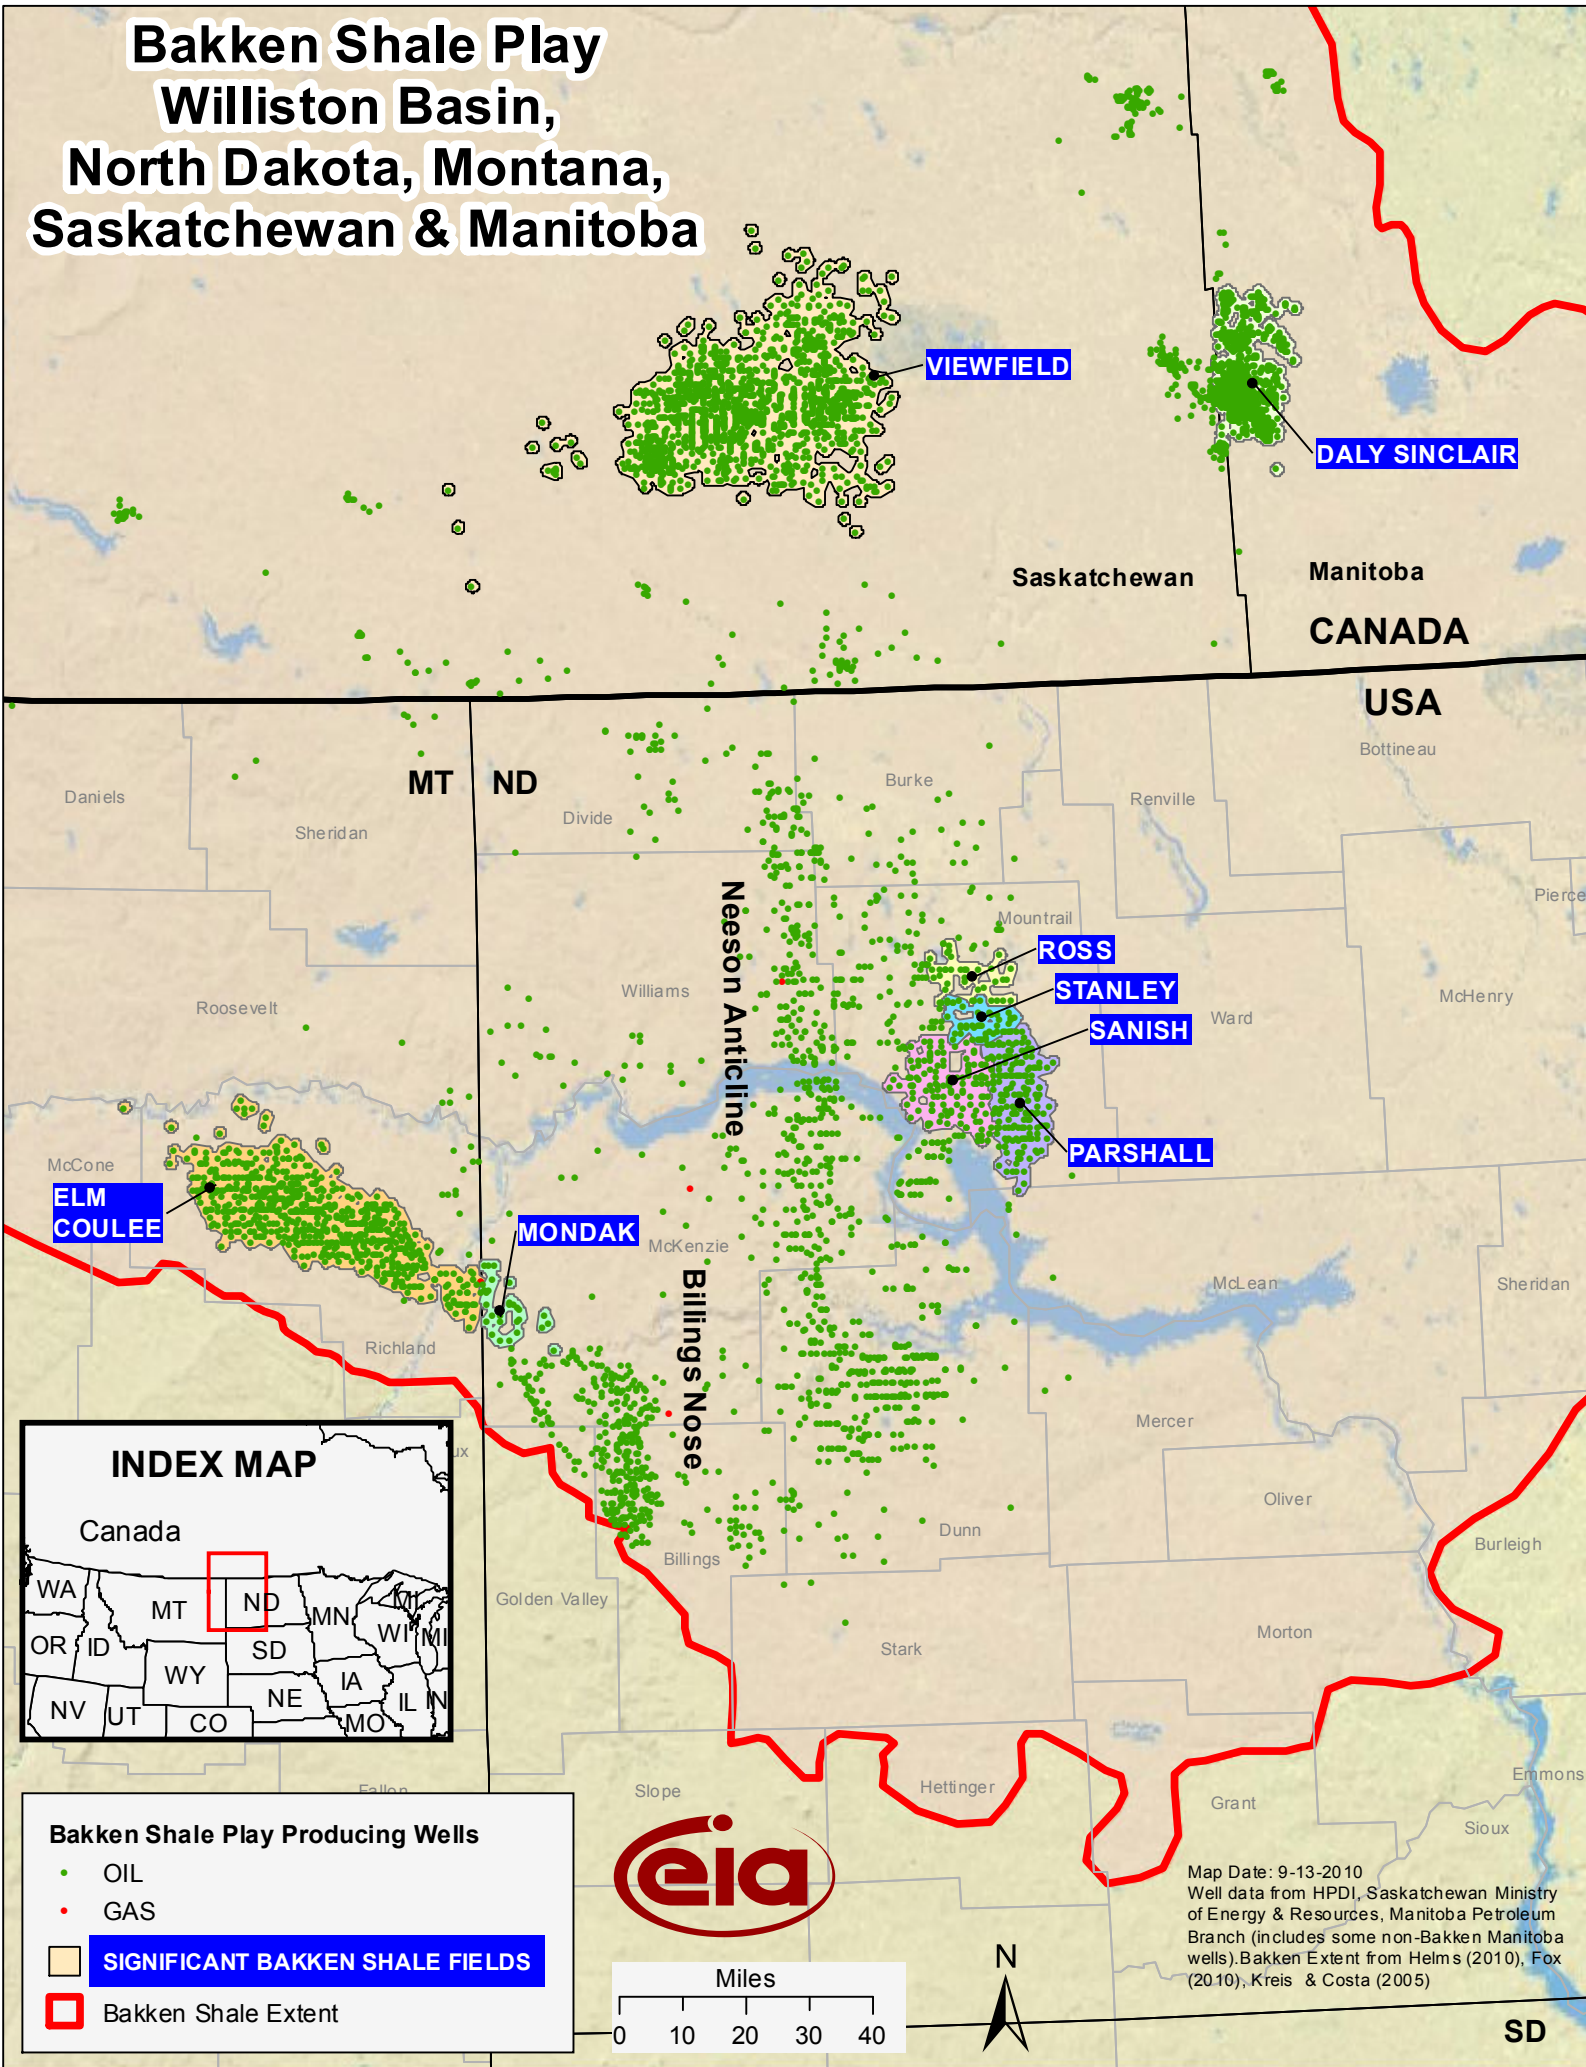 Bakken Shale Play
Williston Basin,
North Dakota, Montana,
Saskatchewan & Manitoba
VIEWFIELD
DALY SINCLAIR
Saskatchewan
Manitoba
CANADA
USA
Bottineau
MT
ND
Burke
Renville
Daniels
Sheridan
Divide
Pierce
Neeson Anticline
Mountrail
ROSS
STANLEY
SANISH
Williams
McHenry
Roosevelt
Ward
PARSHALL
McCone
ELM
COULEE
MONDAK
McKenzie
McLean
Sheridan
Billings Nose
Richland
Mercer
ux
INDEX MAP
Canada
WA
MT
ND
MN
MI
OR
ID
SD
WI
MI
WY
IA
NE
IL
IN
NV
UT
CO
MO
Oliver
Dunn
Burleigh
Billings
Golden Valley
Morton
Stark
Fallon
Slope
Hettinger
Grant
Emmons
Sioux
Bakken Shale Play Producing Wells
OIL
GAS
SIGNIFICANT BAKKEN SHALE FIELDS
Bakken Shale Extent
eia
Miles
0 10 20 30 40
N
Map Date: 9-13-2010
Well data from HPDI, Saskatchewan Ministry
of Energy & Resources, Manitoba Petroleum
Branch (includes some non-Bakken Manitoba
wells).Bakken Extent from Helms (2010), Fox
(2010), Kreis & Costa (2005)
SD